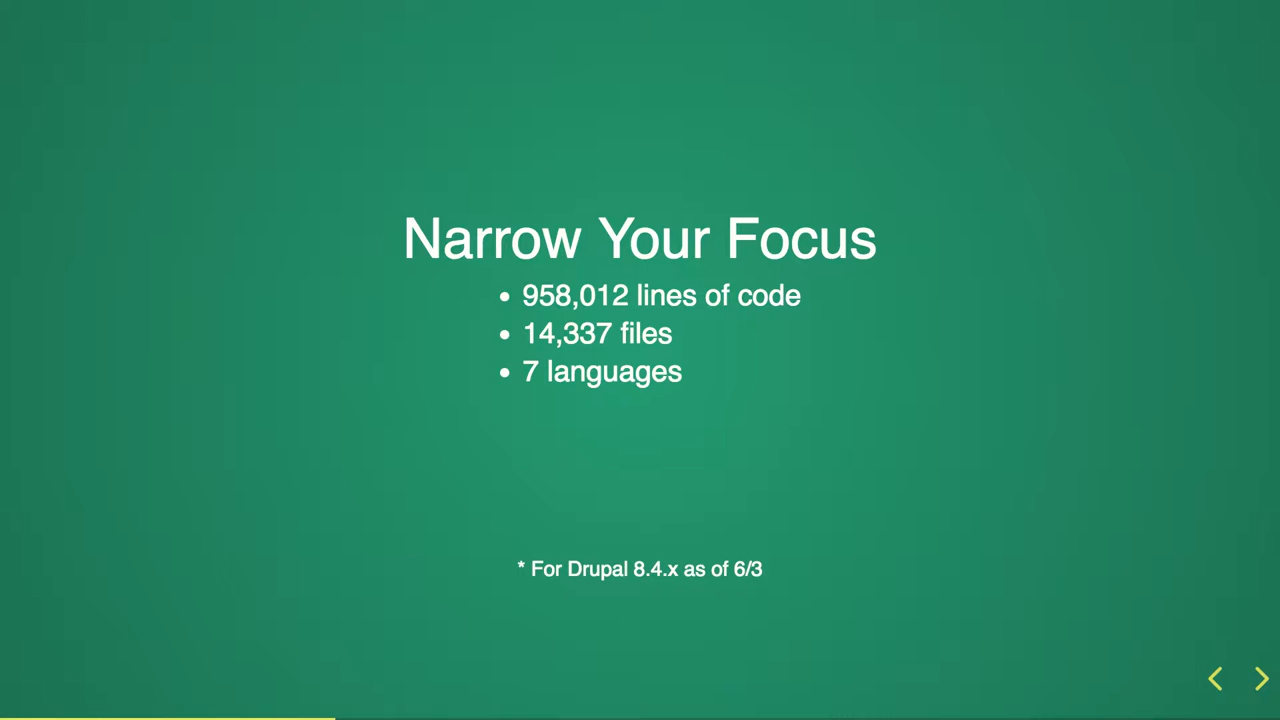 Narrow Your Focus
• 958,012 lines of code
• 14,337 files
• 7 languages
* For Drupal 8.4.x as of 6/3